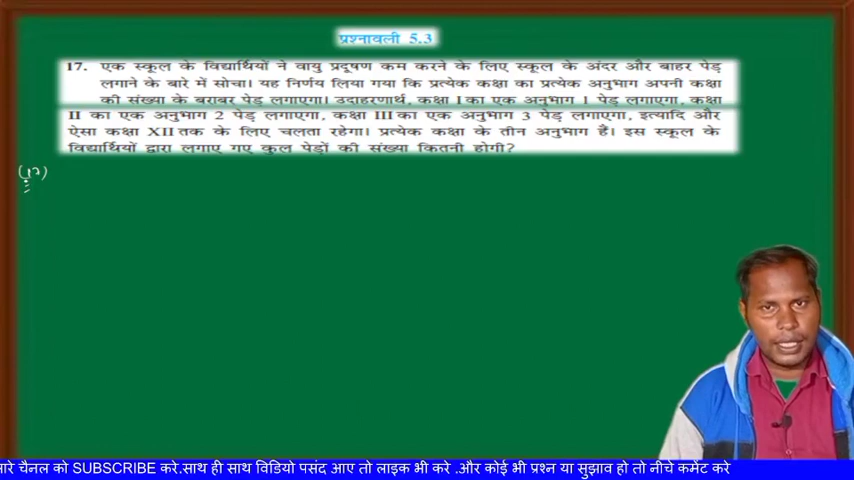 प्रश्नावली 5.3
17. एक स्कूल के विद्यार्थियों ने वायु प्रदूषण कम करने के लिए स्कूल के अंदर और बाहर पेड़
लगाने के बारे में सोचा। यह निर्णय लिया गया कि प्रत्येक कक्षा का प्रत्येक अनुभाग अपनी कक्षा
की संख्या के बराबर पेड़ लगाएगा। उदाहरणार्थ, कक्षा I का एक अनुभाग 1 पेड़ लगाएगा, कक्षा
II का एक अनुभाग 2 पेड़ लगाएगा, कक्षा III का एक अनुभाग 3 पेड़ लगाएगा, इत्यादि और
ऐसा कक्षा XII तक के लिए चलता रहेगा। प्रत्येक कक्षा के तीन अनुभाग हैं। इस स्कूल के
विद्यार्थियों द्वारा लगाए गए कुल पेड़ों की संख्या कितनी होगी?
(17)
सारे चैनल को SUBSCRIBE करे.साथ ही साथ विडियो पसंद आए तो लाइक भी करे .और कोई भी प्रश्न या सुझाव हो तो नीचे कमेंट करे